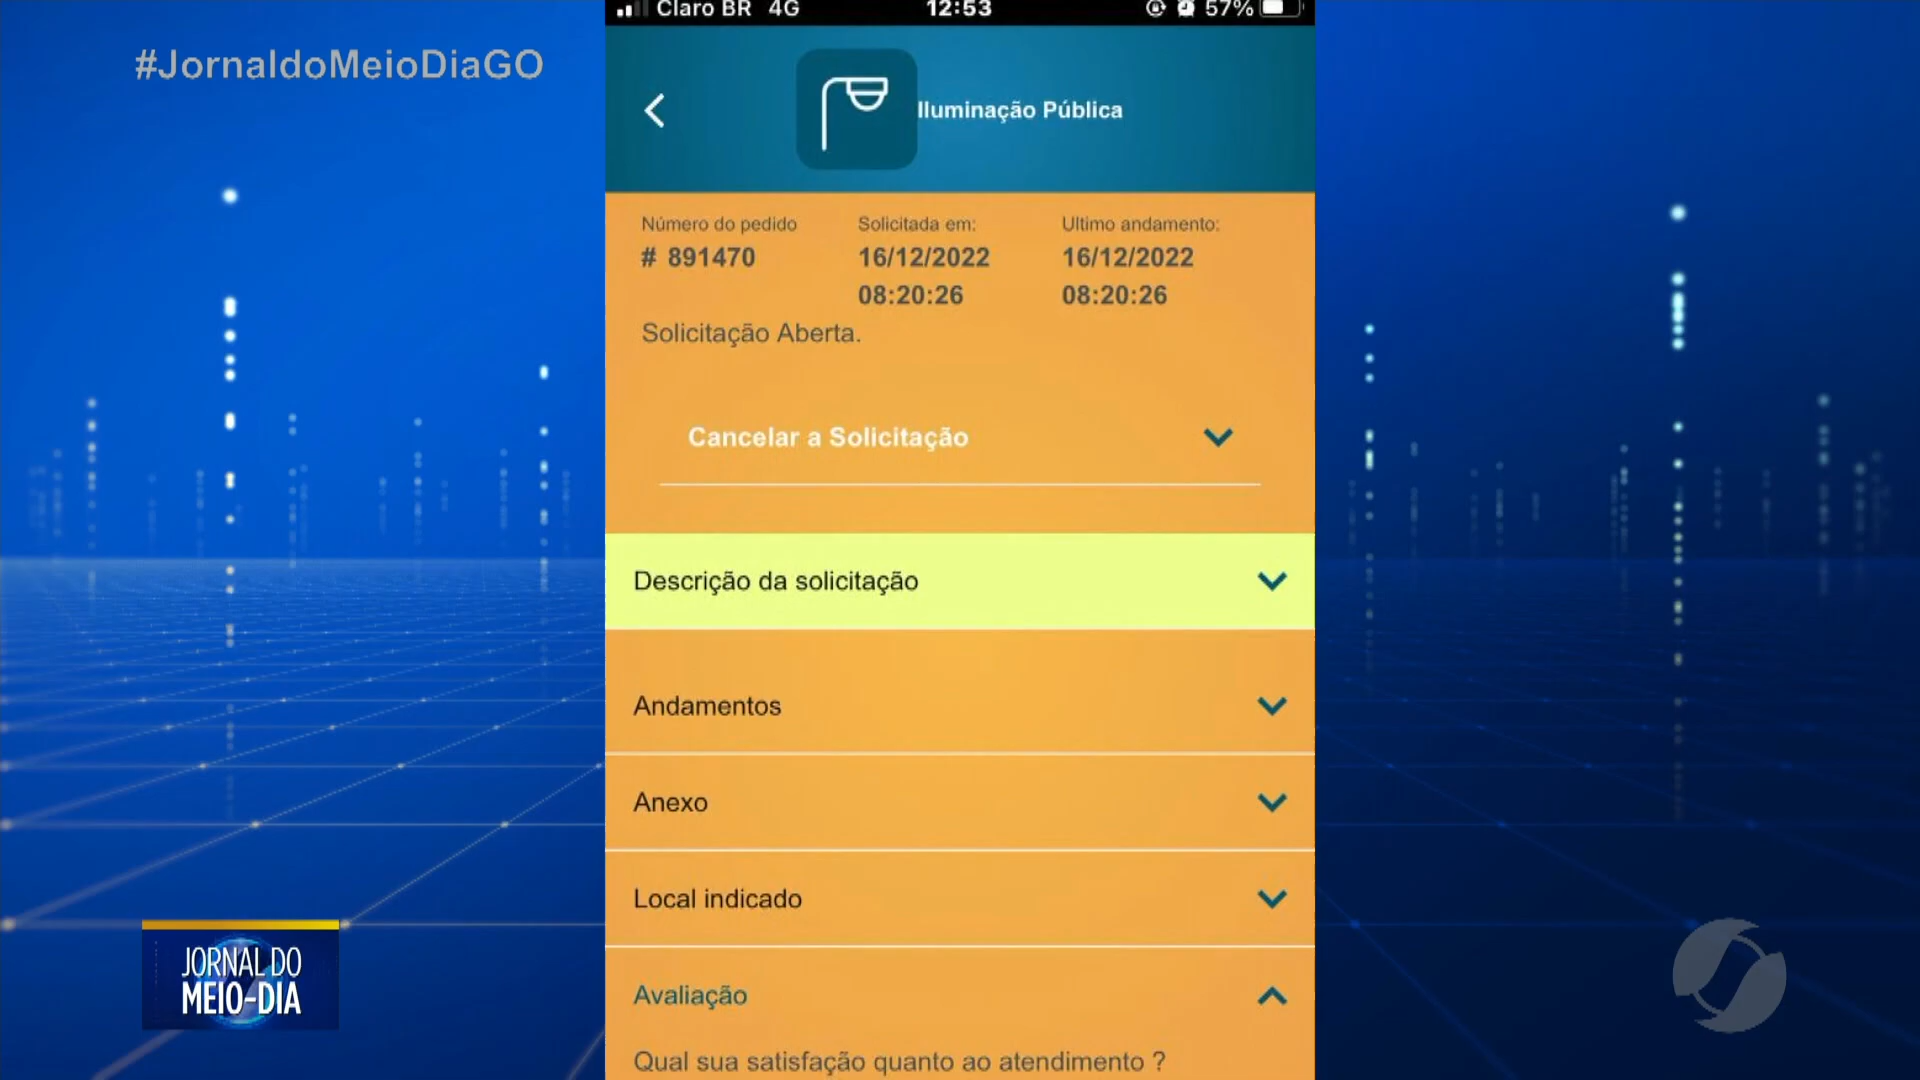 #JornaldoMeioDiaGO
Claro BR 4G 12:53 57%
Iluminação Pública
Número do pedido Solicitada em: Ultimo andamento:
# 891470 16/12/2022 16/12/2022
08:20:26 08:20:26
Solicitação Aberta.
Cancelar a Solicitação
Descrição da solicitação
Andamentos
Anexo
Local indicado
Avaliação
Qual sua satisfação quanto ao atendimento ?
JORNAL DO
MEIO-DIA